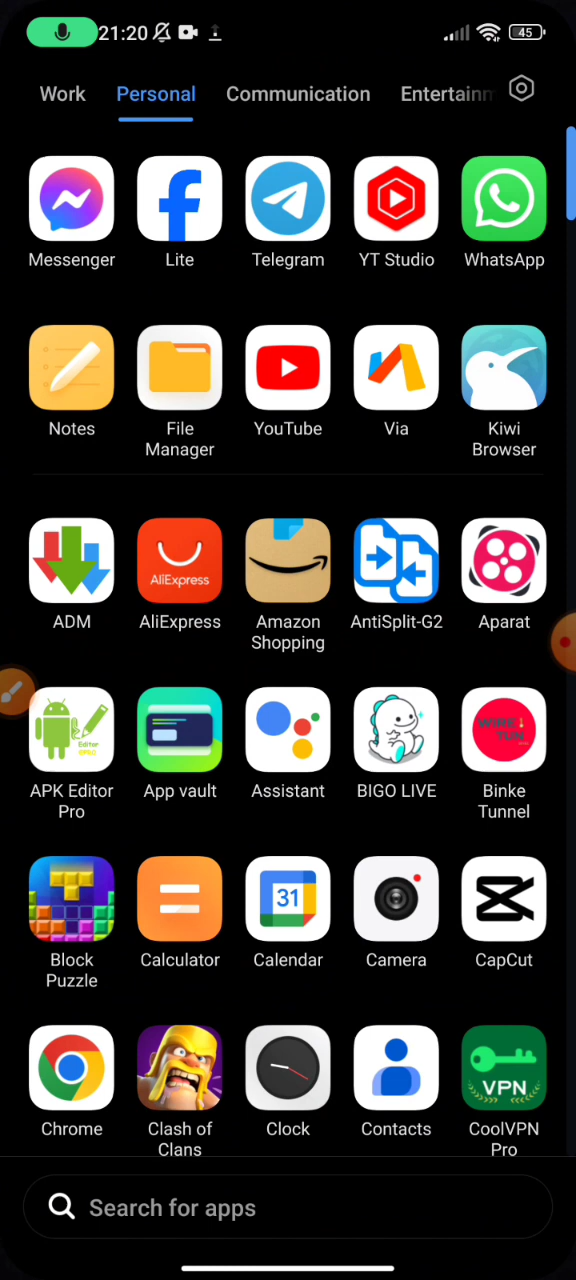 21:20
45
Work Personal Communication Entertainm
Messenger Lite Telegram YT Studio WhatsApp
Notes File Manager YouTube Via Kiwi Browser
AliExpress
ADM AliExpress Amazon Shopping AntiSplit-G2 Aparat
Editor
WIRE
TUN
APK Editor Pro App vault Assistant BIGO LIVE Binke Tunnel
31
Block Puzzle Calculator Calendar Camera CapCut
VPN
Chrome Clash of Clans Clock Contacts CoolVPN Pro
Search for apps